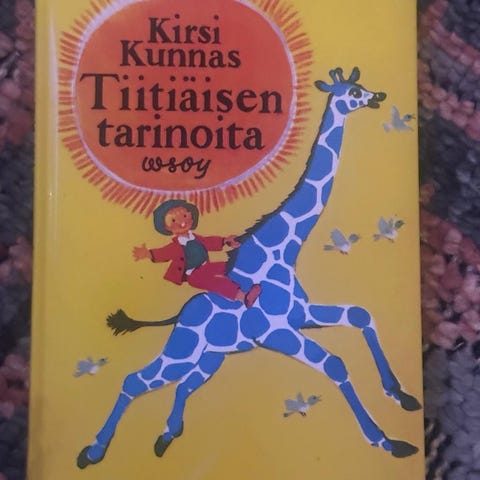 Kirsi
Kunnas
Tiitiäisen
tarinoita
wsoy